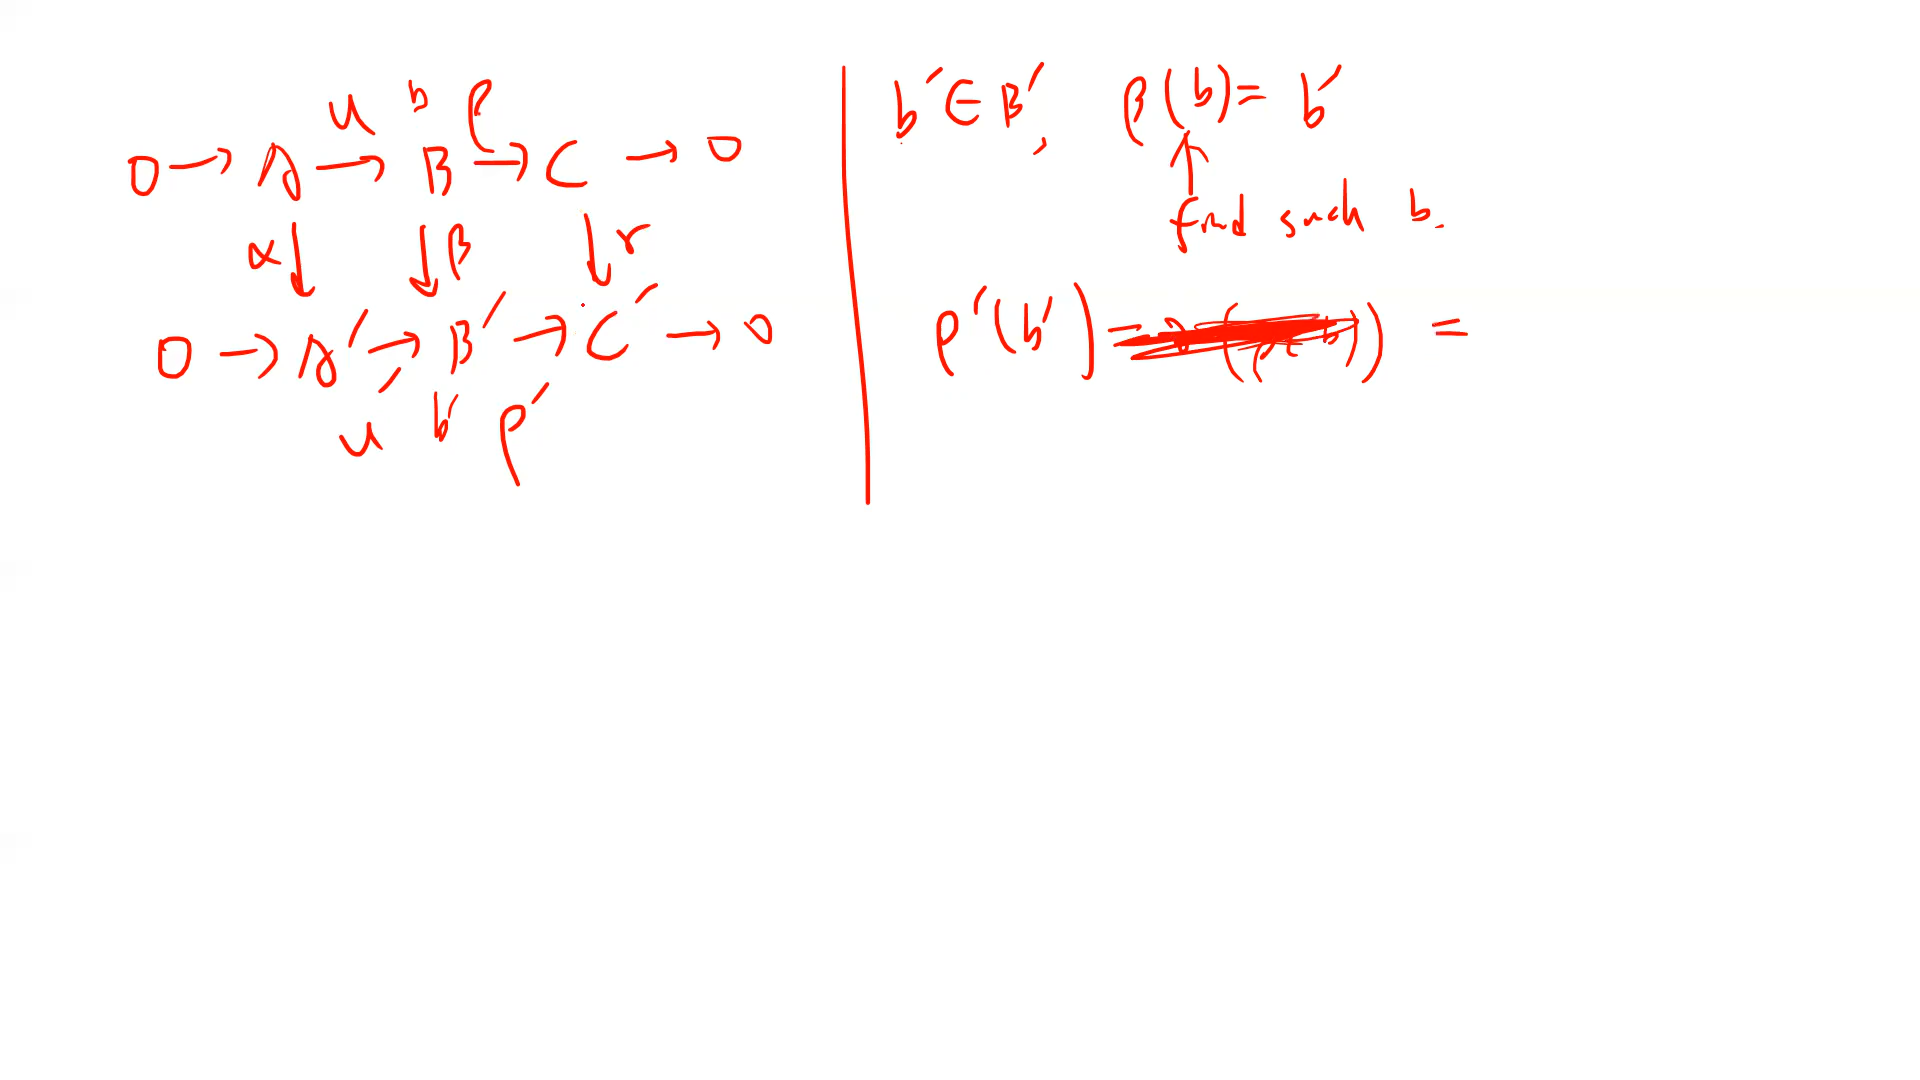 u b ρ
0 → A → B → C → 0
α ↓ ↓ β ↓ r
0 → A' → B' → C' → 0
u' b' ρ'
b' ∈ B', β(b) = b'
↑
find such b.
ρ'(b') =